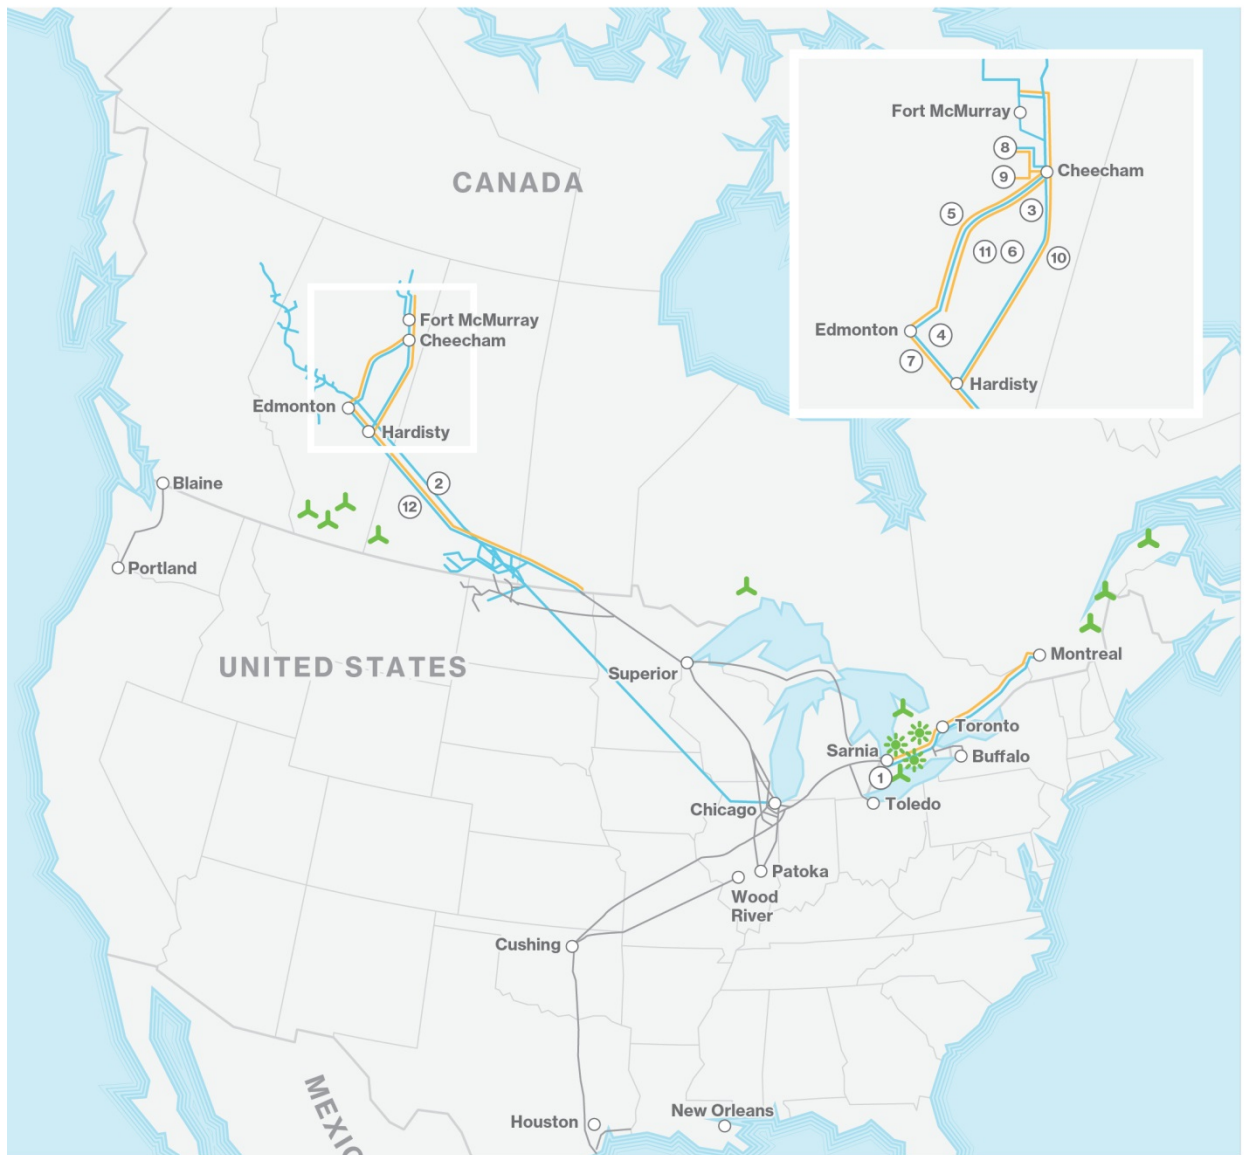 CANADA
Fort McMurray
8
Cheecham
9
5
3
11
6
10
Edmonton
4
7
Hardisty
Fort McMurray
Cheecham
Edmonton
Hardisty
Blaine
2
12
Portland
UNITED STATES
Superior
Montreal
Toronto
Sarnia
Buffalo
1
Chicago
Toledo
Patoka
Wood
River
Cushing
MEXIC
Houston
New Orleans